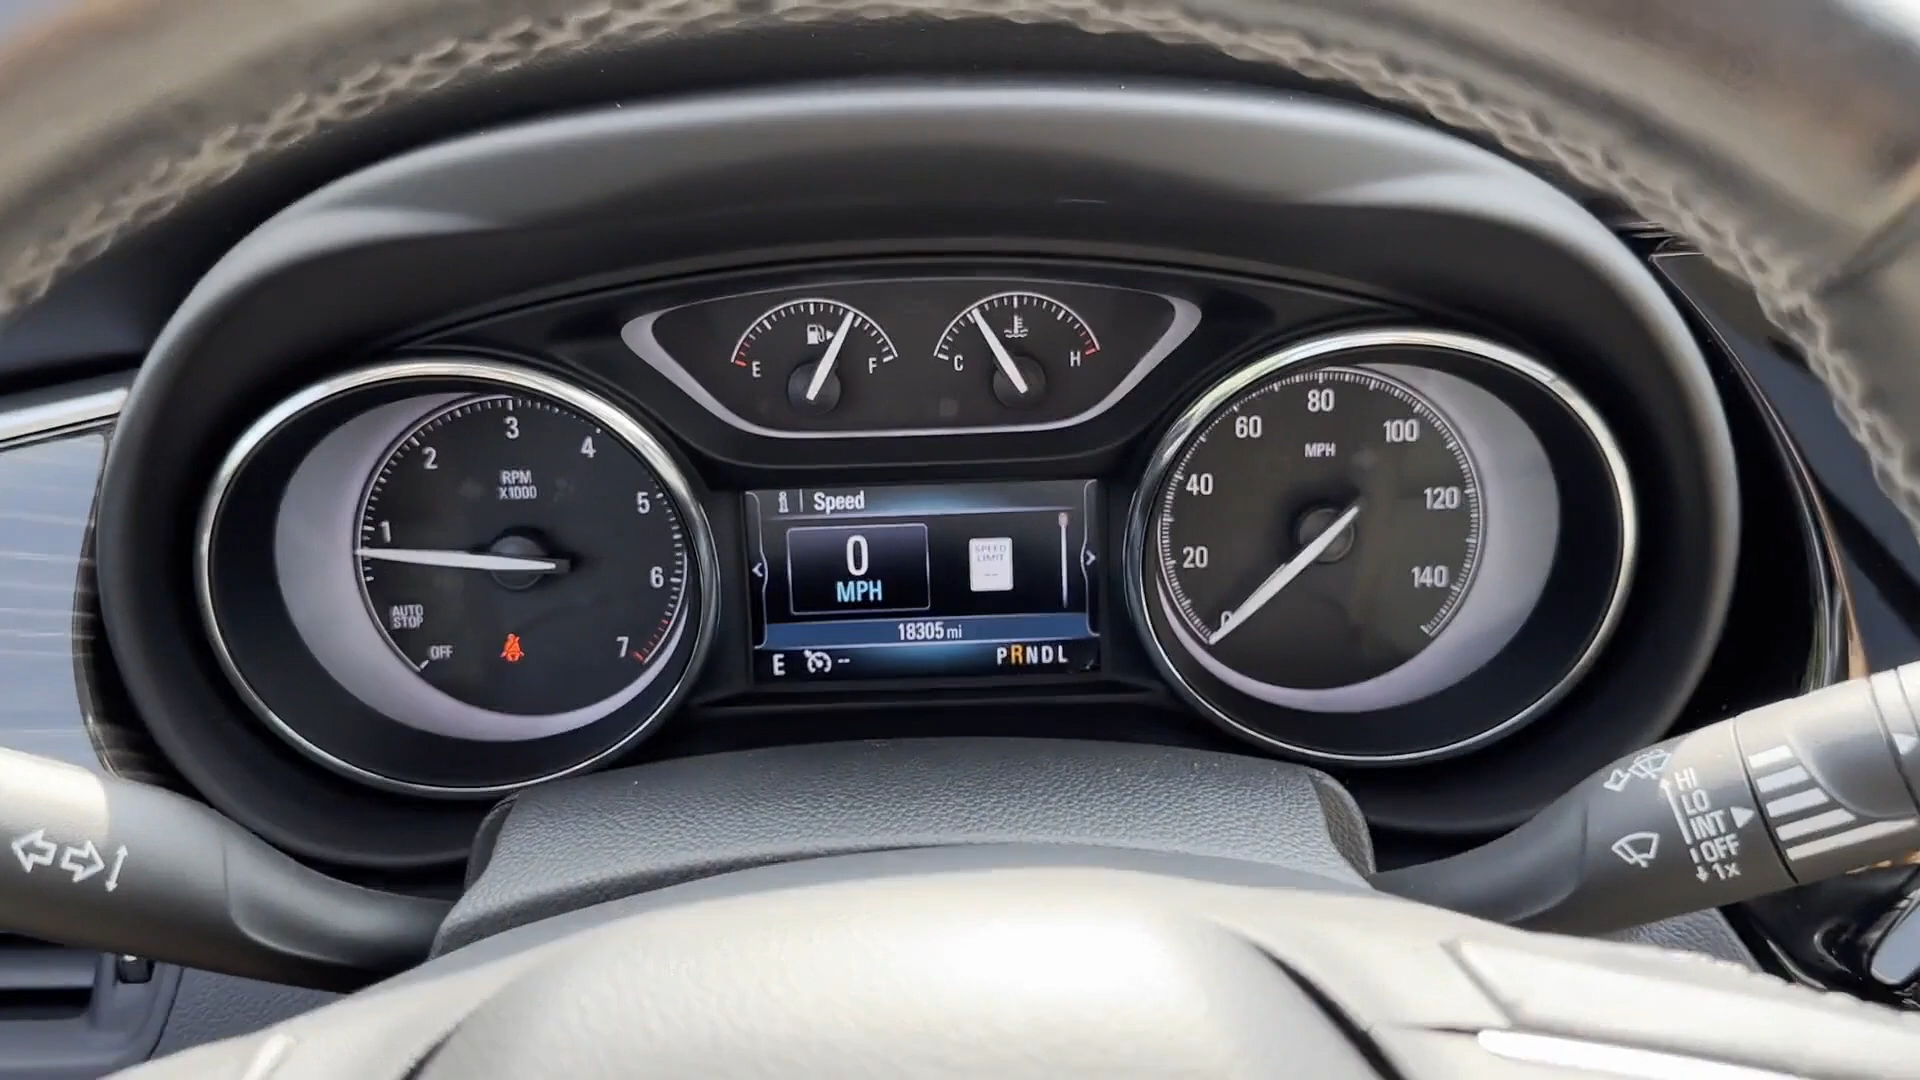 E
F
C
H
1
2
3
4
5
6
7
RPM
X1000
AUTO
STOP
OFF
i Speed
0
MPH
SPEED
LIMIT
--
18305 mi
E --
PRNDL
0
20
40
60
80
100
120
140
MPH
HI
LO
INT
OFF
1x